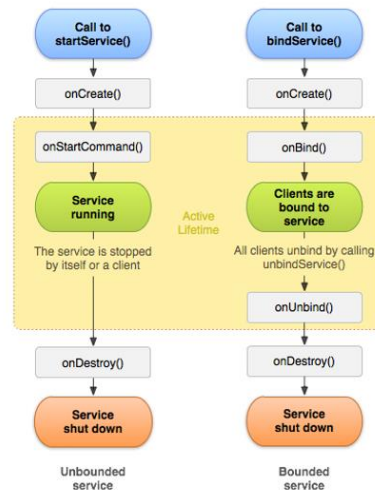 Call to
startService()
onCreate()
onStartCommand()
Service
running
The service is stopped
by itself or a client
onDestroy()
Service
shut down
Unbounded
service
Active
Lifetime
Call to
bindService()
onCreate()
onBind()
Clients are
bound to
service
All clients unbind by calling
unbindService()
onUnbind()
onDestroy()
Service
shut down
Bounded
service